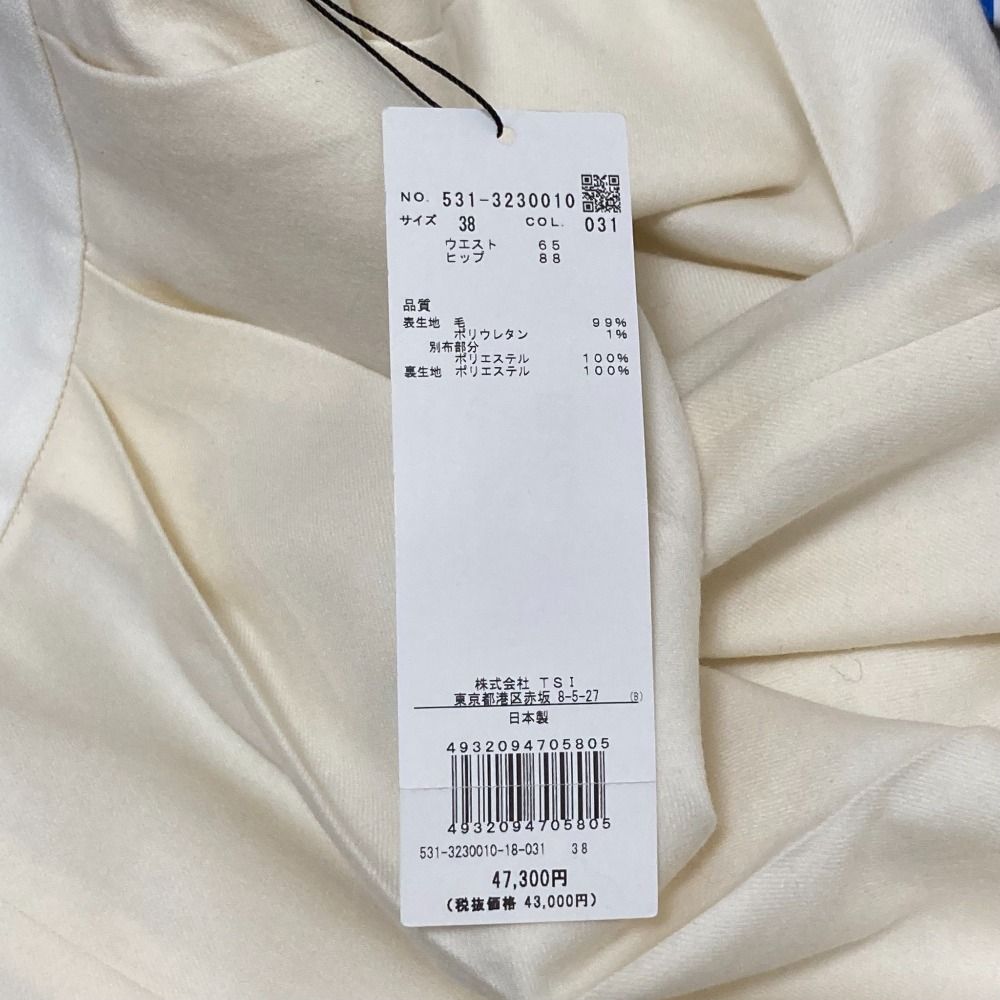 NO. 531-3230010
サイズ 38 COL. 031
ウエスト 65
ヒップ 88
品質
表生地 毛 99%
ポリウレタン 1%
別布部分
ポリエステル 100%
裏生地 ポリエステル 100%
株式会社 TSI
東京都港区赤坂 8-5-27 (B)
日本製
4932094705805
4932094705805
531-3230010-18-031 38
47,300円
(税抜価格 43,000円)